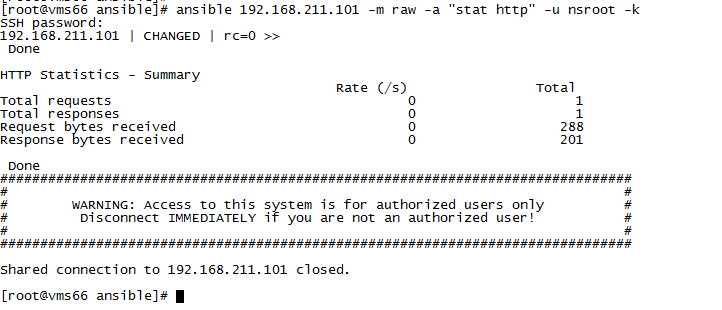 [root@vms66 ansible]# ansible 192.168.211.101 -m raw -a "stat http" -u nsroot -k
SSH password:
192.168.211.101 | CHANGED | rc=0 >>
 Done

HTTP Statistics - Summary
                                          Rate (/s)                Total
Total requests                                     0                    1
Total responses                                    0                    1
Request bytes received                             0                  288
Response bytes received                            0                  201

 Done
###############################################################################
#                                                                             #
#        WARNING: Access to this system is for authorized users only          #
#         Disconnect IMMEDIATELY if you are not an authorized user!           #
#                                                                             #
###############################################################################

Shared connection to 192.168.211.101 closed.

[root@vms66 ansible]#